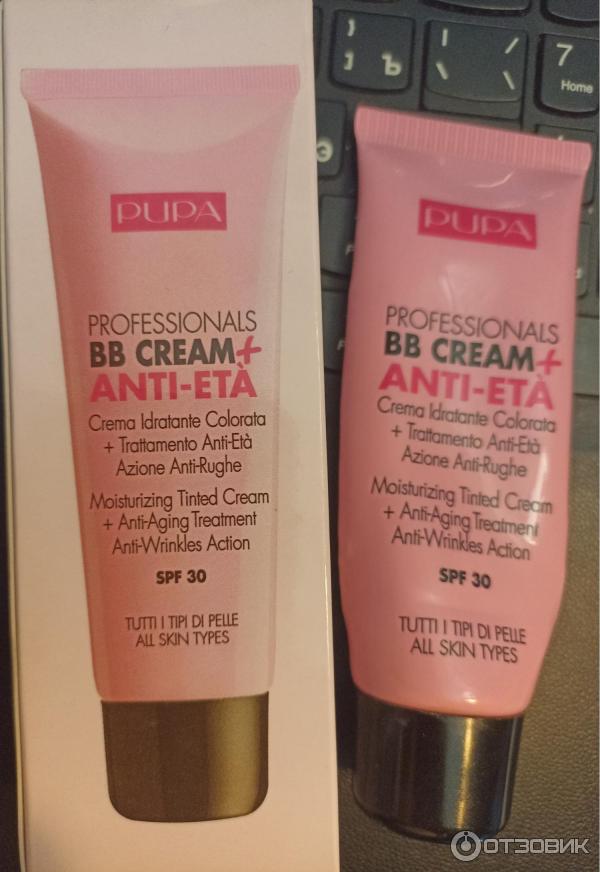 PUPA
PROFESSIONALS
BB CREAM+
ANTI-ETÀ
Crema Idratante Colorata
+ Trattamento Anti-Età
Azione Anti-Rughe
Moisturizing Tinted Cream
+ Anti-Aging Treatment
Anti-Wrinkles Action
SPF 30
TUTTI I TIPI DI PELLE
ALL SKIN TYPES
PUPA
PROFESSIONALS
BB CREAM+
ANTI-ETÀ
Crema Idratante Colorata
+ Trattamento Anti-Età
Azione Anti-Rughe
Moisturizing Tinted Cream
+ Anti-Aging Treatment
Anti-Wrinkles Action
SPF 30
TUTTI I TIPI DI PELLE
ALL SKIN TYPES
Ъ
7
Home
Э
ОТЗОВИК